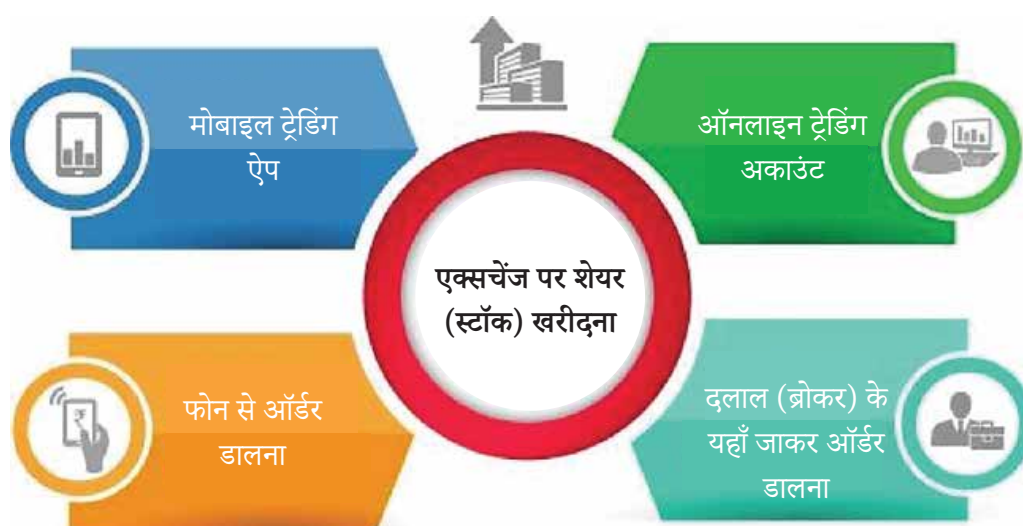 मोबाइल ट्रेडिंग
ऐप
ऑनलाइन ट्रेडिंग
अकाउंट
एक्सचेंज पर शेयर
(स्टॉक) खरीदना
फोन से ऑर्डर
डालना
दलाल (ब्रोकर) के
यहाँ जाकर ऑर्डर
डालना